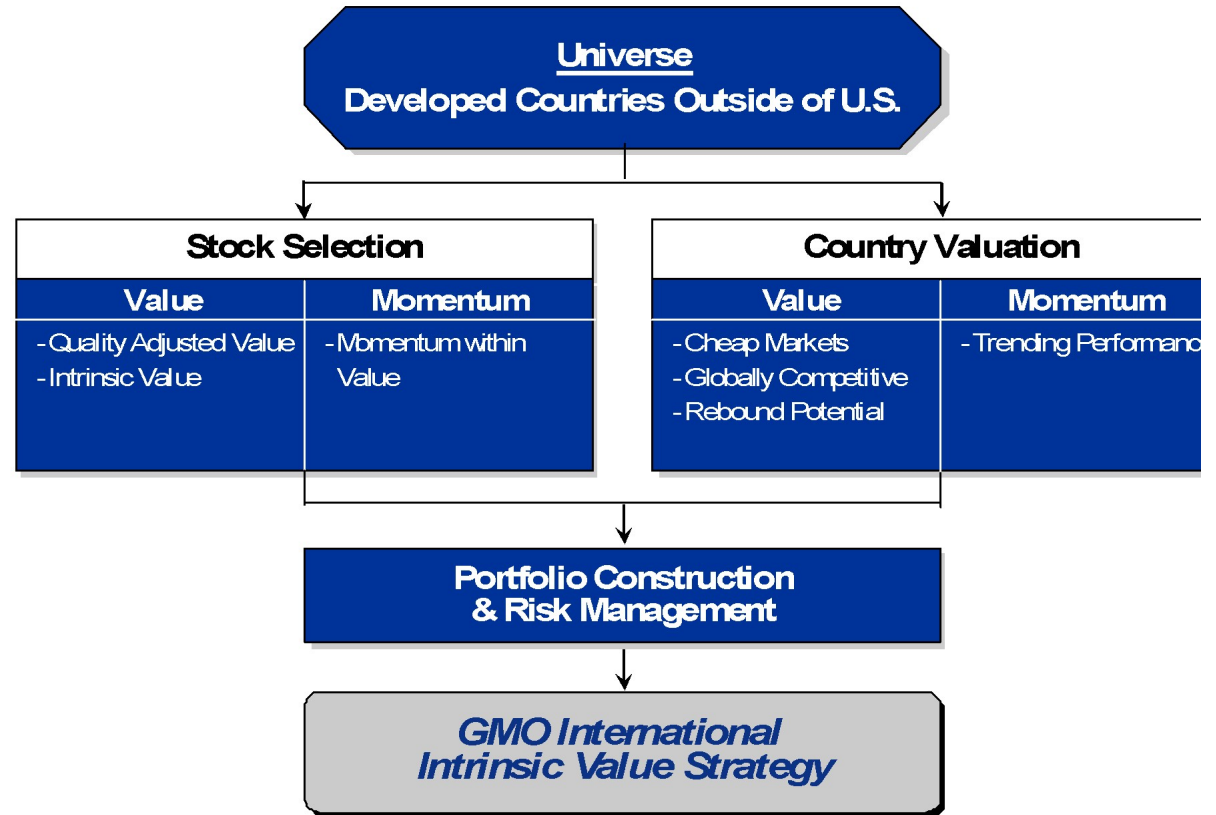 Universe
Developed Countries Outside of U.S.
Stock Selection
Value
Momentum
- Quality Adjusted Value
- Intrinsic Value
- Momentum within
Value
Country Valuation
Value
Momentum
- Cheap Markets
- Globally Competitive
- Rebound Potential
- Trending Performanc
Portfolio Construction
& Risk Management
GMO International
Intrinsic Value Strategy